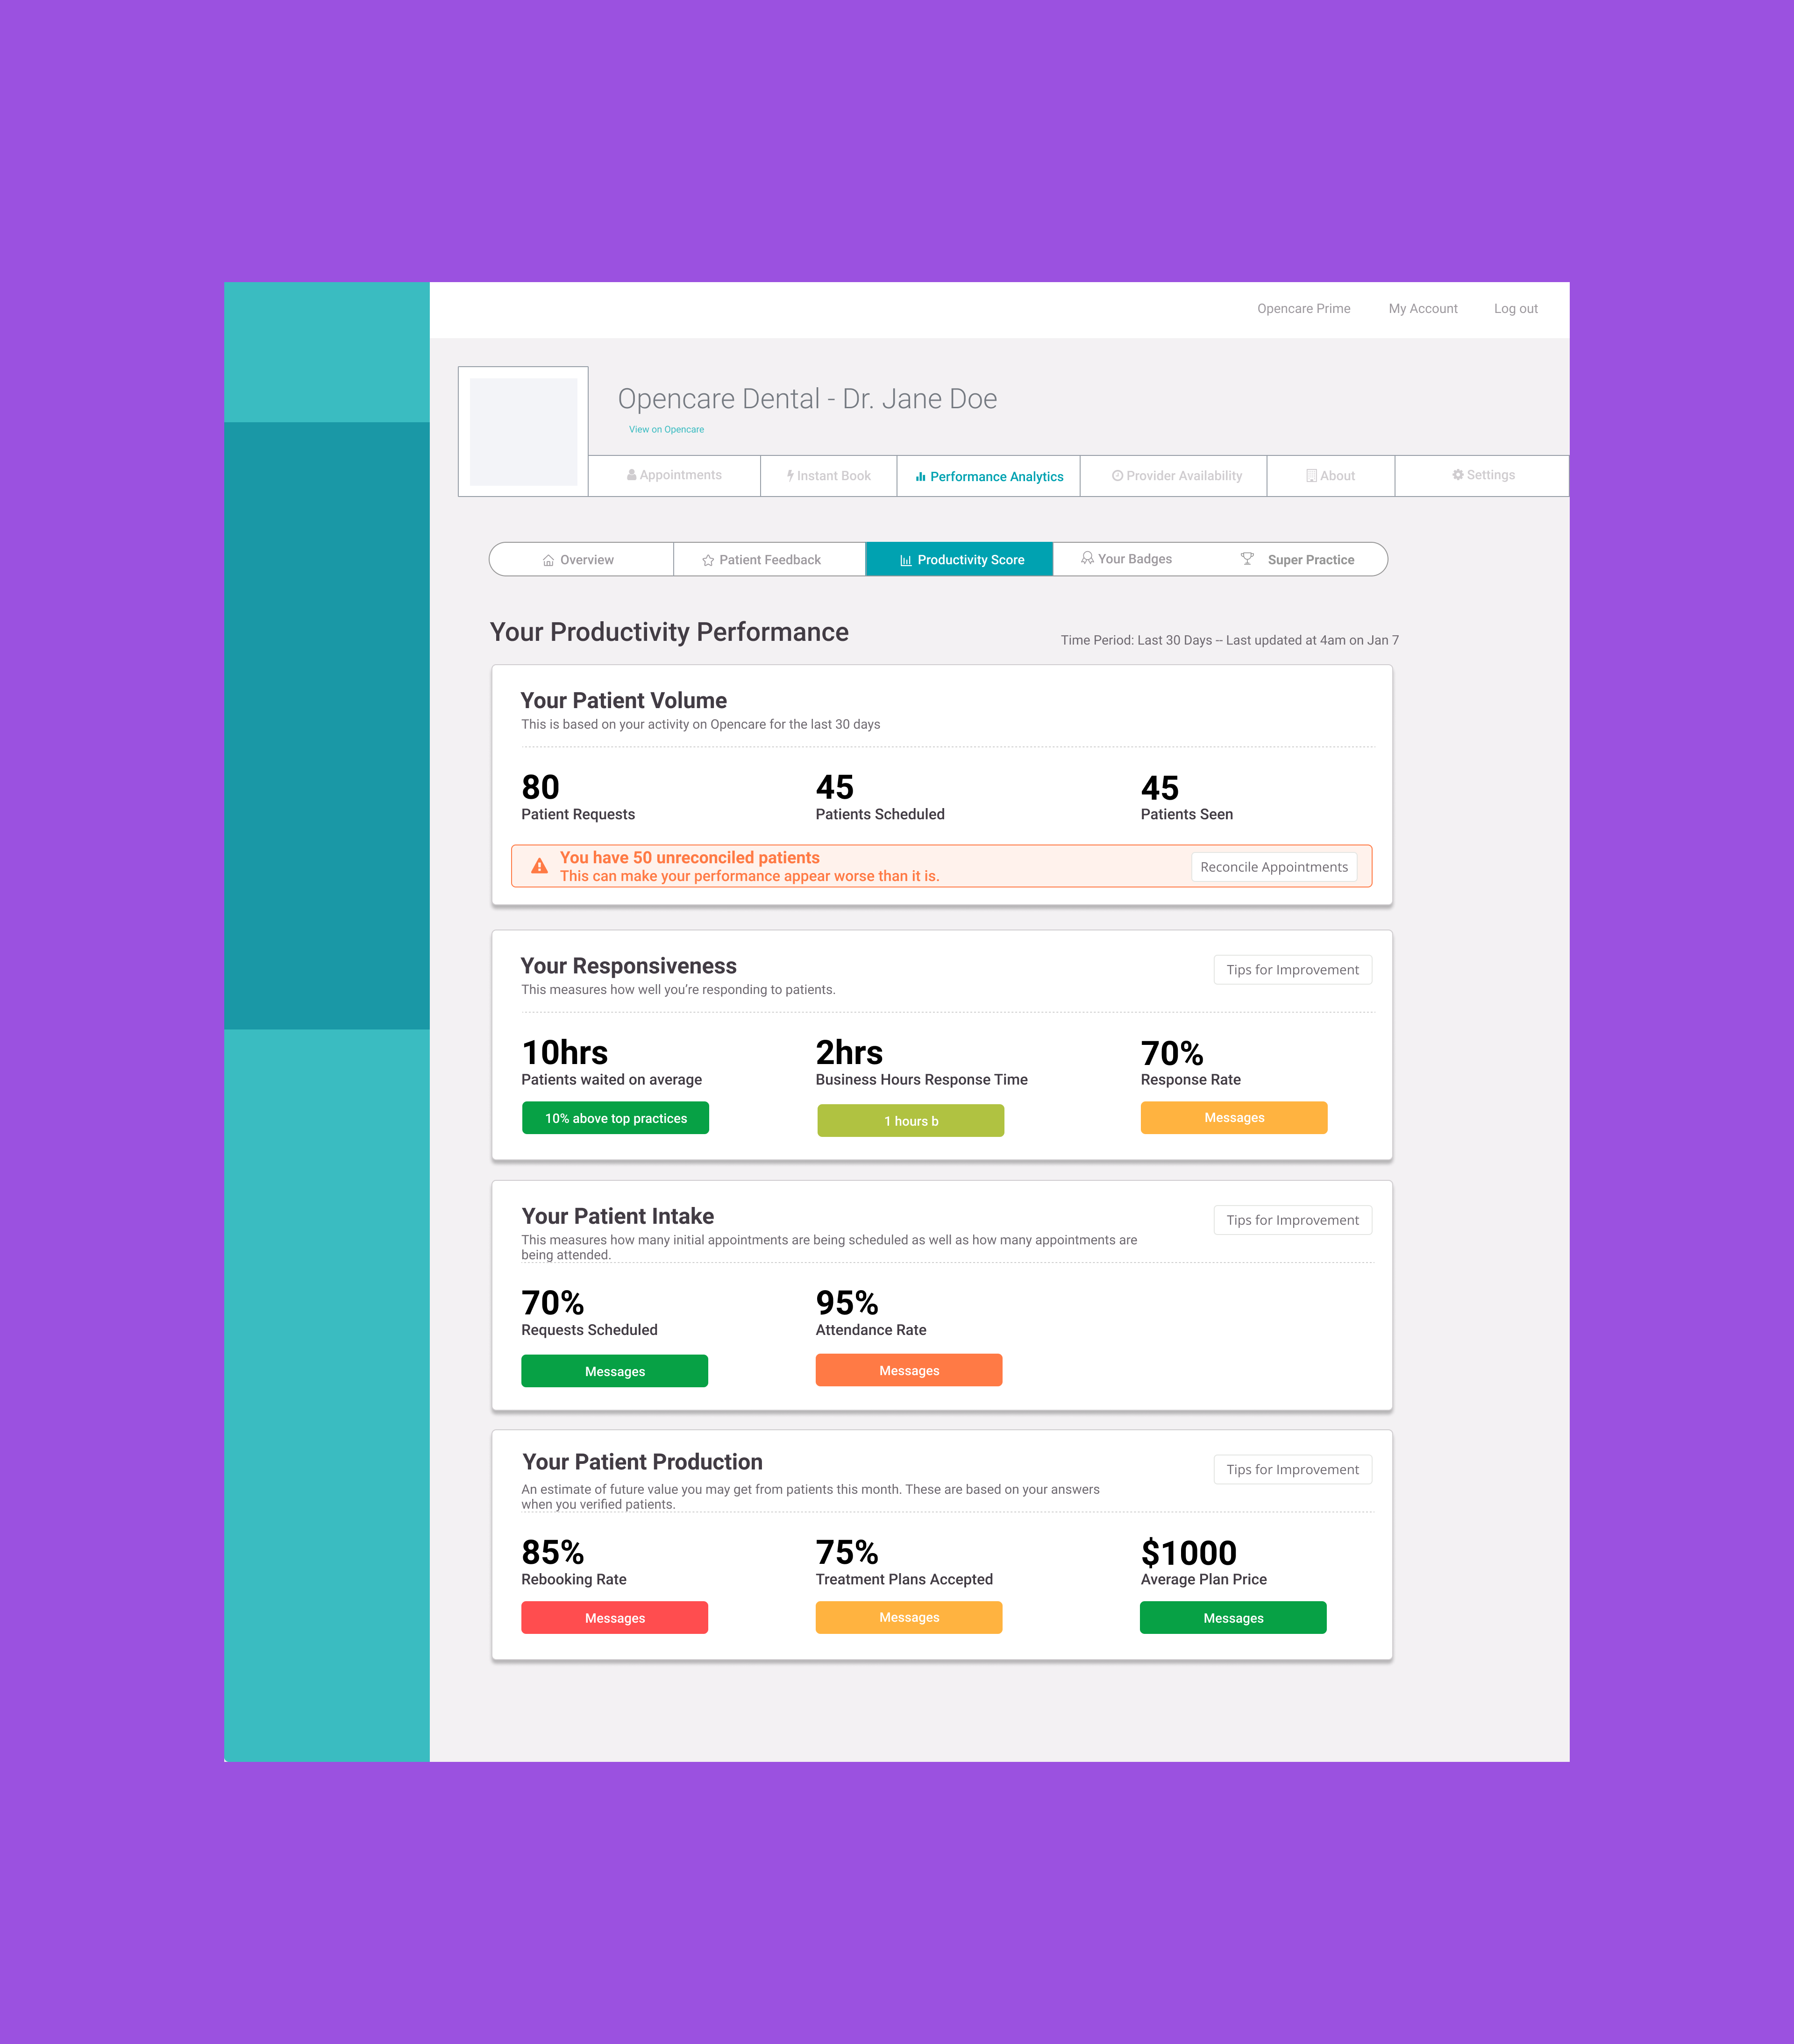 Opencare Prime My Account Log out
Opencare Dental - Dr. Jane Doe
View on Opencare
Appointments Instant Book Performance Analytics Provider Availability About Settings
Overview Patient Feedback Productivity Score Your Badges Super Practice
Your Productivity Performance
Time Period: Last 30 Days -- Last updated at 4am on Jan 7
Your Patient Volume
This is based on your activity on Opencare for the last 30 days
80 45 45
Patient Requests Patients Scheduled Patients Seen
You have 50 unreconciled patients
This can make your performance appear worse than it is.
Reconcile Appointments
Your Responsiveness
Tips for Improvement
This measures how well you’re responding to patients.
10hrs 2hrs 70%
Patients waited on average Business Hours Response Time Response Rate
10% above top practices 1 hours b Messages
Your Patient Intake
Tips for Improvement
This measures how many initial appointments are being scheduled as well as how many appointments are
being attended.
70% 95%
Requests Scheduled Attendance Rate
Messages Messages
Your Patient Production
Tips for Improvement
An estimate of future value you may get from patients this month. These are based on your answers
when you verified patients.
85% 75% $1000
Rebooking Rate Treatment Plans Accepted Average Plan Price
Messages Messages Messages